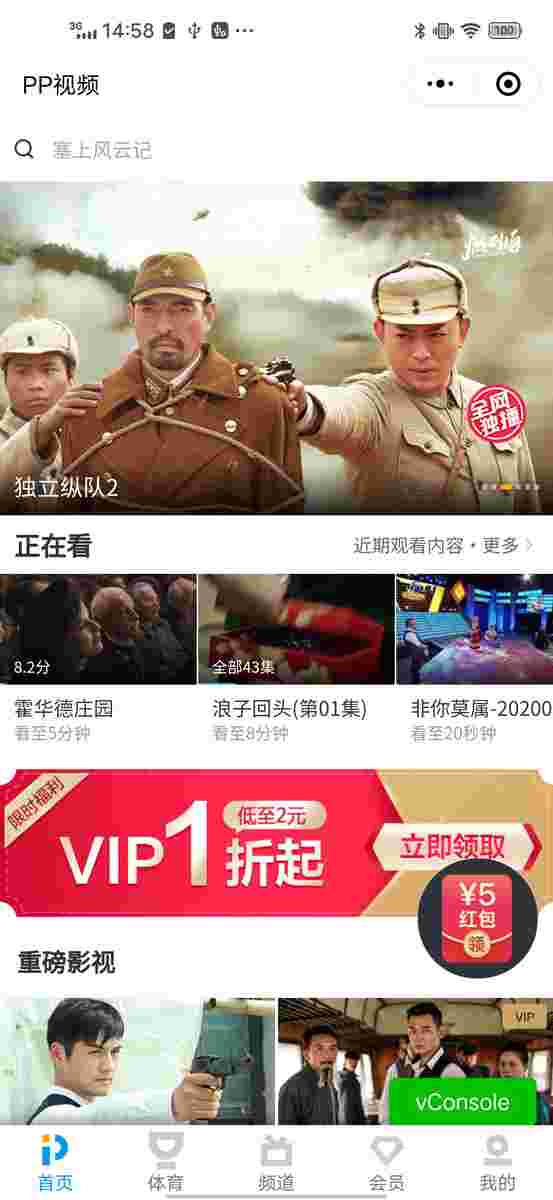 3G 14:58 100
PP视频
塞上风云记
全网
独播
独立纵队2
正在看
近期观看内容·更多
8.2分
全部43集
霍华德庄园
浪子回头(第01集)
非你莫属-20200
看至5分钟
看至8分钟
看至20秒钟
限时福利
VIP1折起
低至2元
立即领取
¥5
红包
领
重磅影视
VIP
vConsole
首页
体育
频道
会员
我的